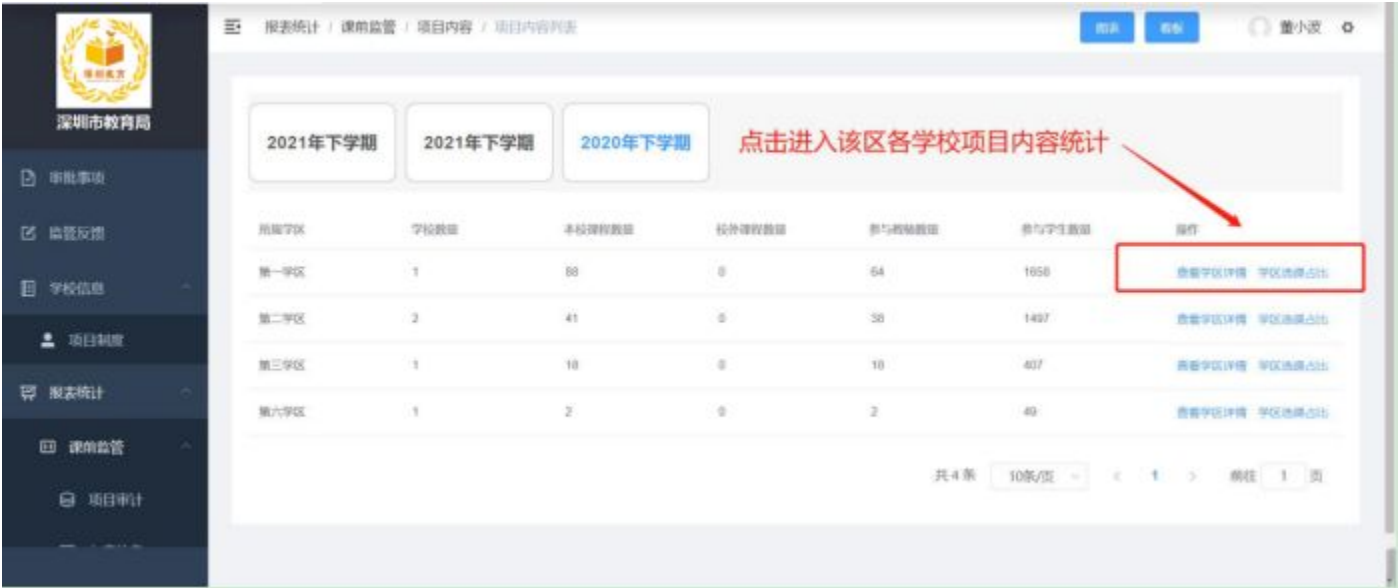 报表统计 / 课前监管 / 项目内容 / 项目内容列表
图表
看板
董小波
深圳教育
深圳市教育局
审批事项
监管反馈
学校信息
项目制度
报表统计
课前监管
项目审计
2021年下学期
2021年下学期
2020年下学期
点击进入该区各学校项目内容统计
所属学区 学校数量 本校课程数量 校外课程数量 参与教师数量 参与学生数量 操作
第一学区 1 88 0 64 1658 查看学区详情 学区选课占比
第二学区 2 41 0 38 1497 查看学区详情 学区选课占比
第三学区 1 18 0 18 407 查看学区详情 学区选课占比
第六学区 1 2 0 2 49 查看学区详情 学区选课占比
共 4 条 10条/页 < 1 > 前往 1 页